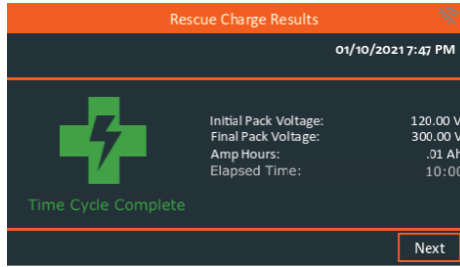 Rescue Charge Results
01/10/2021 7:47 PM
Initial Pack Voltage: 120.00 V
Final Pack Voltage: 300.00 V
Amp Hours: .01 Ah
Elapsed Time: 10:00
Time Cycle Complete
Next